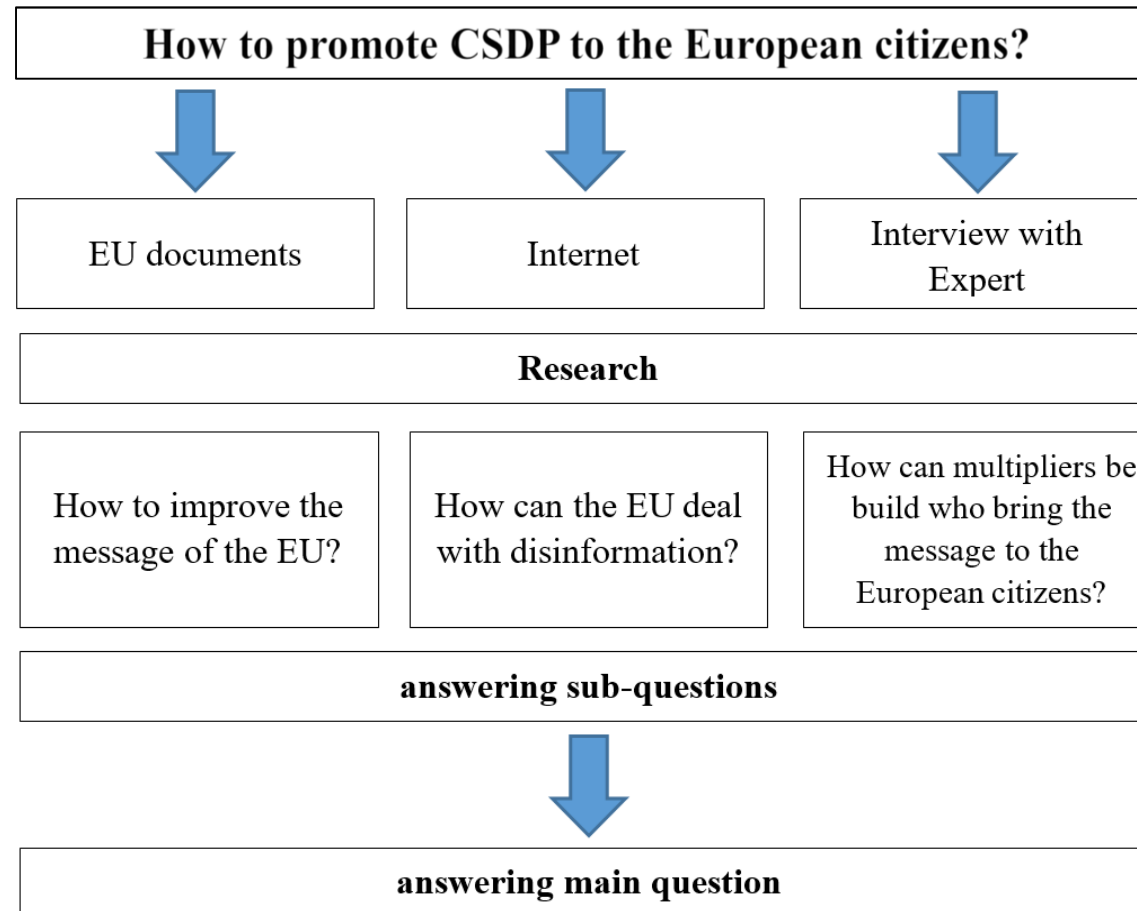 How to promote CSDP to the European citizens?
EU documents
Internet
Interview with
Expert
Research
How to improve the
message of the EU?
How can the EU deal
with disinformation?
How can multipliers be
build who bring the
message to the
European citizens?
answering sub-questions
answering main question